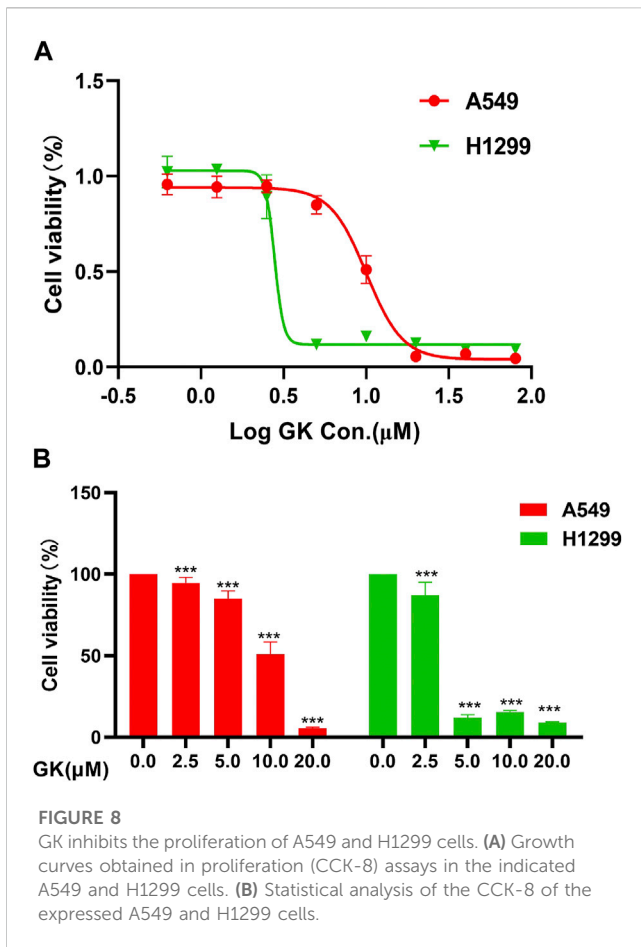 A
1.5
1.0
0.5
0.0
Cell viability (%)
A549
H1299
-0.5 0.0 0.5 1.0 1.5 2.0
Log GK Con.(μM)
B
150
100
50
0
Cell viability (%)
A549
H1299
*** *** *** ***
*** *** *** ***
0.0 2.5 5.0 10.0 20.0 0.0 2.5 5.0 10.0 20.0
GK(μM)
FIGURE 8
GK inhibits the proliferation of A549 and H1299 cells. (A) Growth
curves obtained in proliferation (CCK-8) assays in the indicated
A549 and H1299 cells. (B) Statistical analysis of the CCK-8 of the
expressed A549 and H1299 cells.